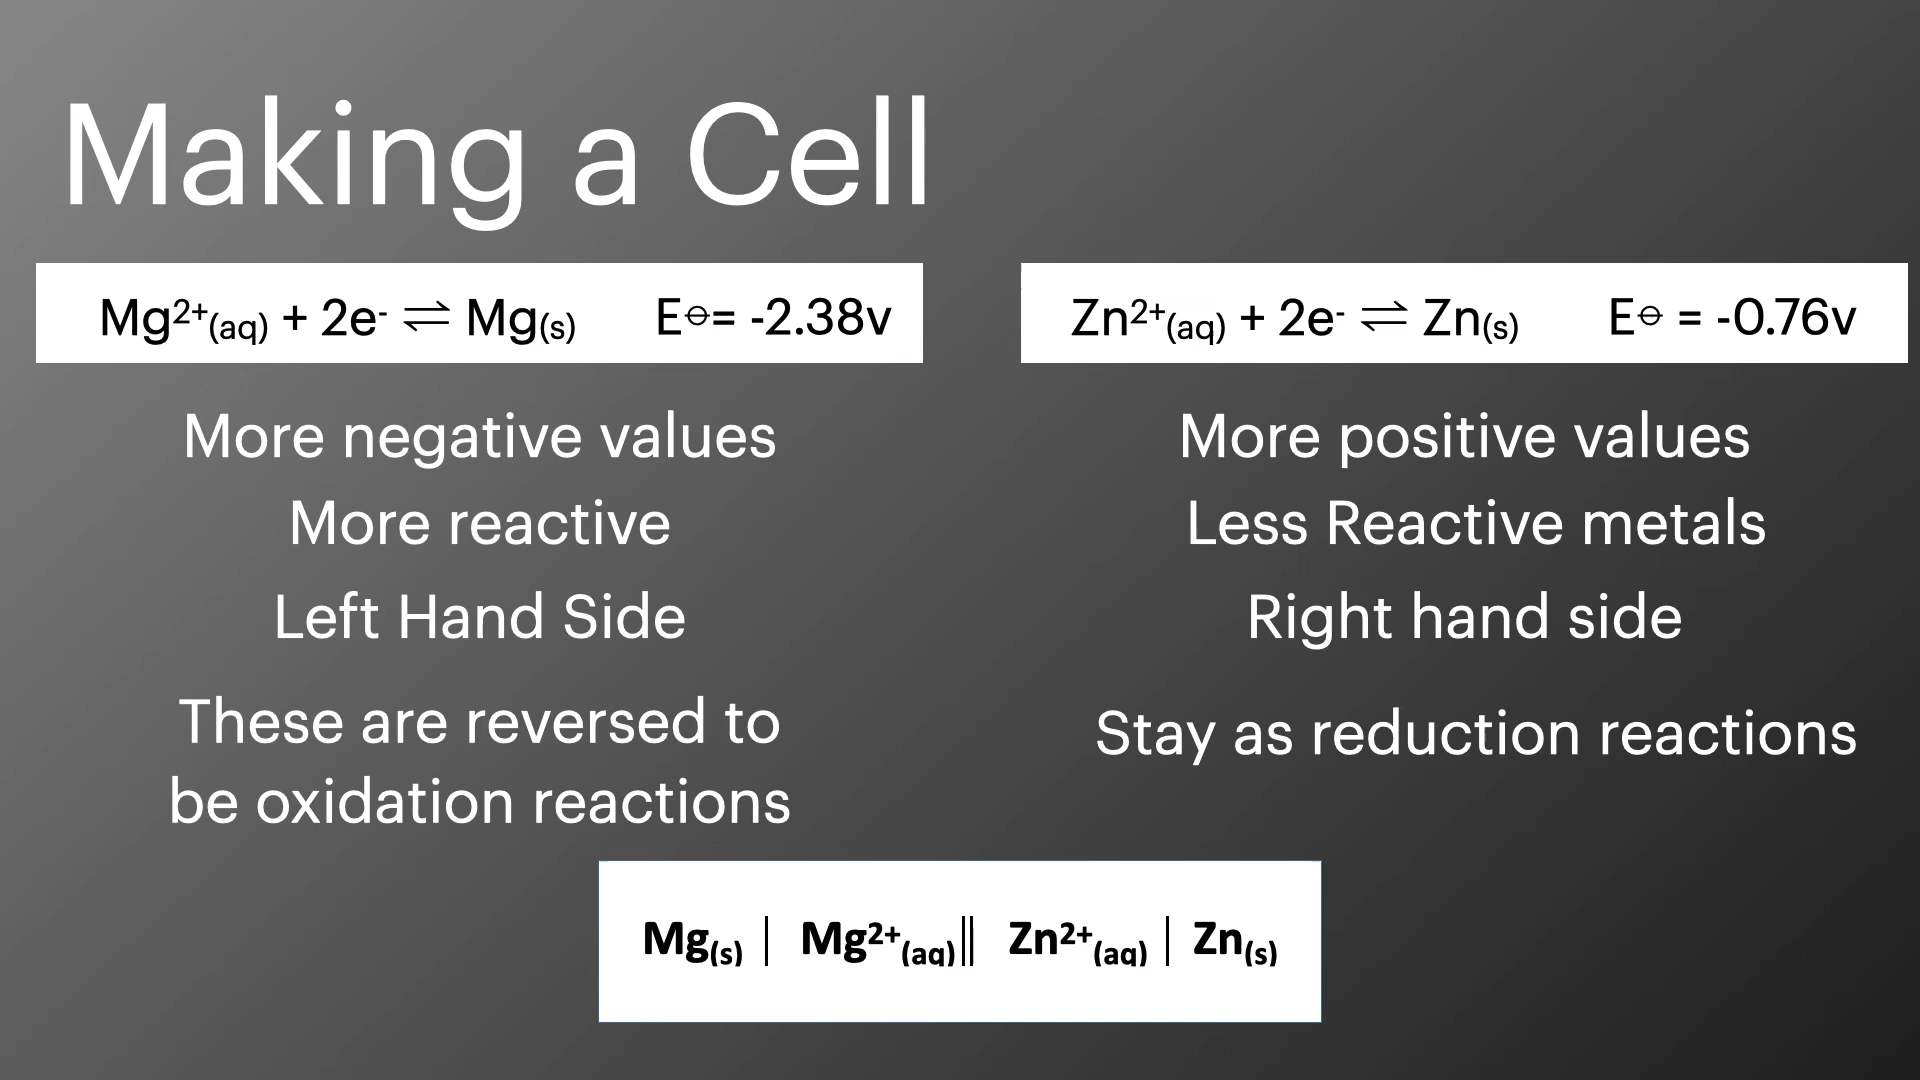 Making a Cell
Mg²⁺₍aq₎ + 2e⁻ ⇌ Mg₍s₎ E⊖= -2.38v
Zn²⁺₍aq₎ + 2e⁻ ⇌ Zn₍s₎ E⊖ = -0.76v
More negative values
More reactive
Left Hand Side
These are reversed to
be oxidation reactions
More positive values
Less Reactive metals
Right hand side
Stay as reduction reactions
Mg₍s₎ | Mg²⁺₍aq₎|| Zn²⁺₍aq₎ | Zn₍s₎